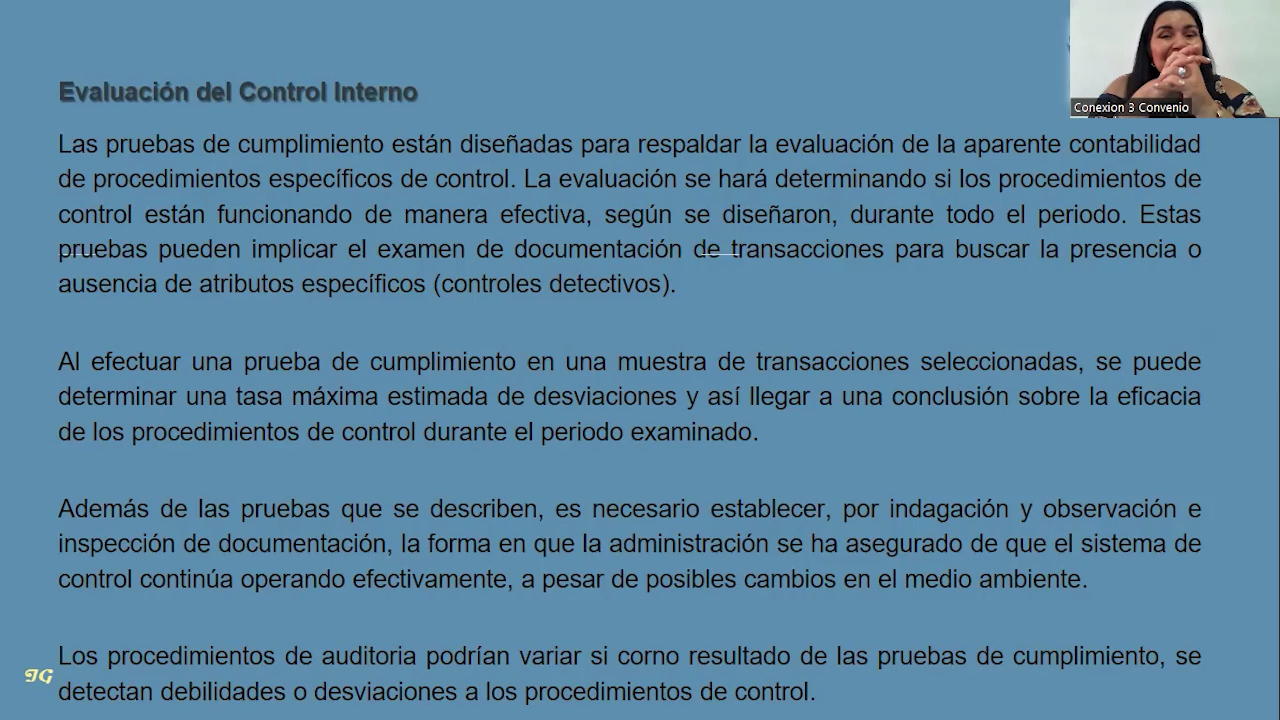 Evaluación del Control Interno
Conexion 3 Convenio
Las pruebas de cumplimiento están diseñadas para respaldar la evaluación de la aparente contabilidad
de procedimientos específicos de control. La evaluación se hará determinando si los procedimientos de
control están funcionando de manera efectiva, según se diseñaron, durante todo el periodo. Estas
pruebas pueden implicar el examen de documentación de transacciones para buscar la presencia o
ausencia de atributos específicos (controles detectivos).
Al efectuar una prueba de cumplimiento en una muestra de transacciones seleccionadas, se puede
determinar una tasa máxima estimada de desviaciones y así llegar a una conclusión sobre la eficacia
de los procedimientos de control durante el periodo examinado.
Además de las pruebas que se describen, es necesario establecer, por indagación y observación e
inspección de documentación, la forma en que la administración se ha asegurado de que el sistema de
control continúa operando efectivamente, a pesar de posibles cambios en el medio ambiente.
Los procedimientos de auditoria podrían variar si corno resultado de las pruebas de cumplimiento, se
detectan debilidades o desviaciones a los procedimientos de control.
IG